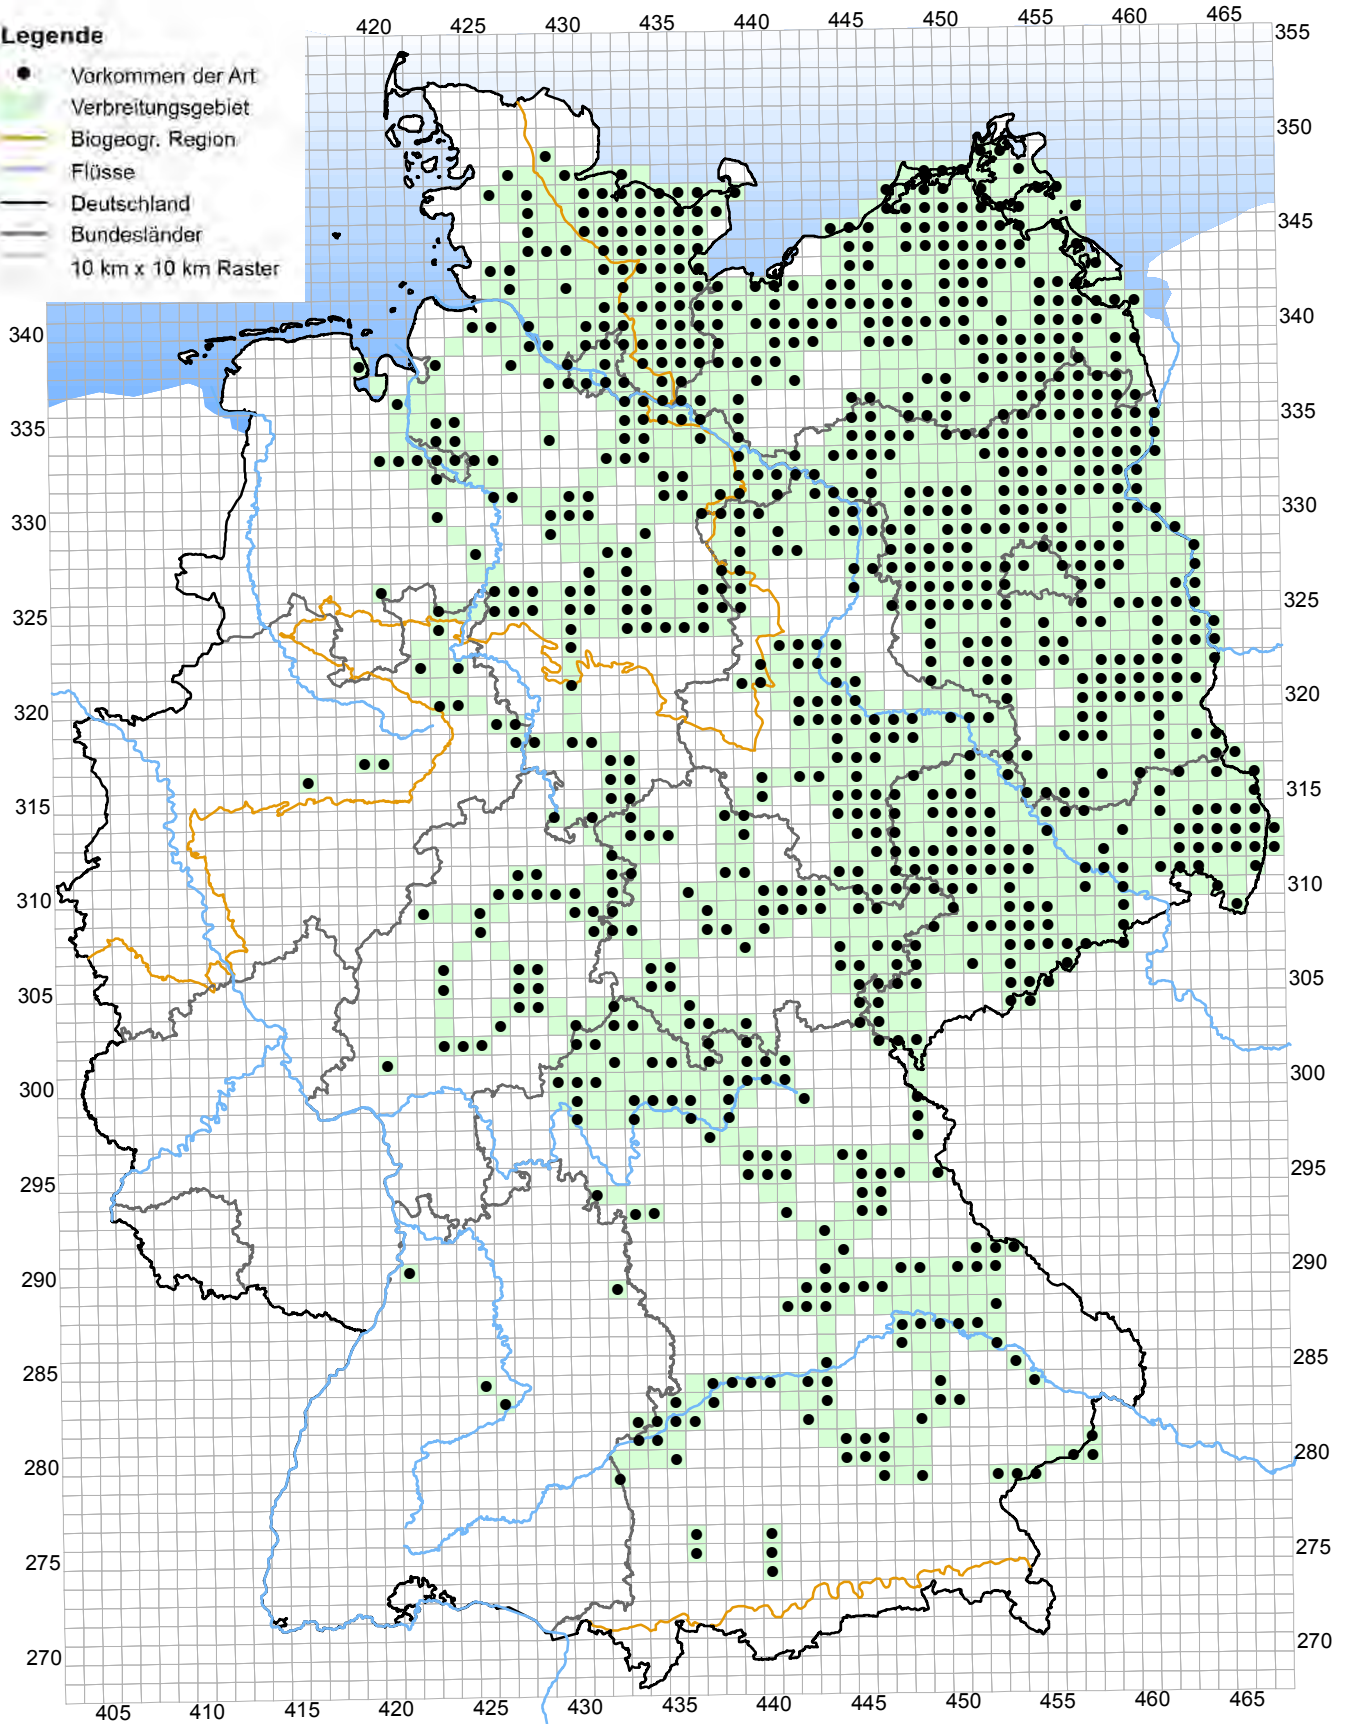 420 425 430 435 440 445 450 455 460 465
355
Legende
Vorkommen der Art
Verbreitungsgebiet
Biogeogr. Region
Flüsse
Deutschland
Bundesländer
10 km x 10 km Raster
350
345
340 340
335 335
330 330
325 325
320 320
315 315
310 310
305 305
300 300
295 295
290 290
285 285
280 280
275 275
270 270
405 410 415 420 425 430 435 440 445 450 455 460 465